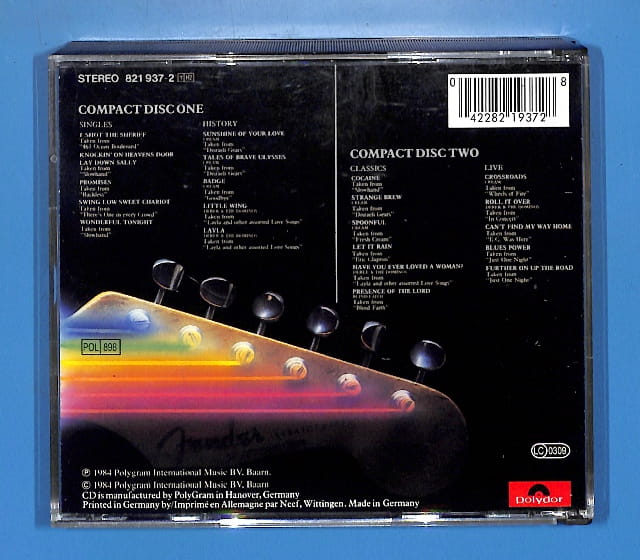 STEREO 821 937-2 Y H2
COMPACT DISC ONE
SINGLES
I SHOT THE SHERIFF
Taken from
"461 Ocean Boulevard"
KNOCKIN' ON HEAVENS DOOR
LAY DOWN SALLY
Taken from
"Slowhand"
PROMISES
Taken from
"Backless"
SWING LOW SWEET CHARIOT
Taken from
"There's One in every Crowd"
WONDERFUL TONIGHT
Taken from
"Slowhand"
HISTORY
SUNSHINE OF YOUR LOVE
CREAM
Taken from
"Disraeli Gears"
TALES OF BRAVE ULYSSES
CREAM
Taken from
"Disraeli Gears"
BADGE
CREAM
Taken from
"Goodbye"
LITTLE WING
DEREK & THE DOMINOS
Taken from
"Layla and other assorted Love Songs"
LAYLA
DEREK & THE DOMINOS
Taken from
"Layla and other assorted Love Songs"
COMPACT DISC TWO
CLASSICS
COCAINE
Taken from
"Slowhand"
STRANGE BREW
CREAM
Taken from
"Disraeli Gears"
SPOONFUL
CREAM
Taken from
"Fresh Cream"
LET IT RAIN
Taken from
"Eric Clapton"
HAVE YOU EVER LOVED A WOMAN?
DEREK & THE DOMINOS
Taken from
"Layla and other assorted Love Songs"
PRESENCE OF THE LORD
BLIND FAITH
Taken from
"Blind Faith"
LIVE
CROSSROADS
CREAM
Taken from
"Wheels of Fire"
ROLL IT OVER
DEREK & THE DOMINOS
Taken from
"In Concert"
CAN'T FIND MY WAY HOME
Taken from
"E.C. Was Here"
BLUES POWER
Taken from
"Just One Night"
FURTHER ON UP THE ROAD
Taken from
"Just One Night"
0 42282 19372 8
POL 898
Fender
LC 0309
℗ 1984 Polygram International Music BV, Baarn.
© 1984 Polygram International Music BV, Baarn
CD is manufactured by PolyGram in Hanover, Germany
Printed in Germany by/Imprimé en Allemagne par Neef, Wittingen. Made in Germany
Polydor